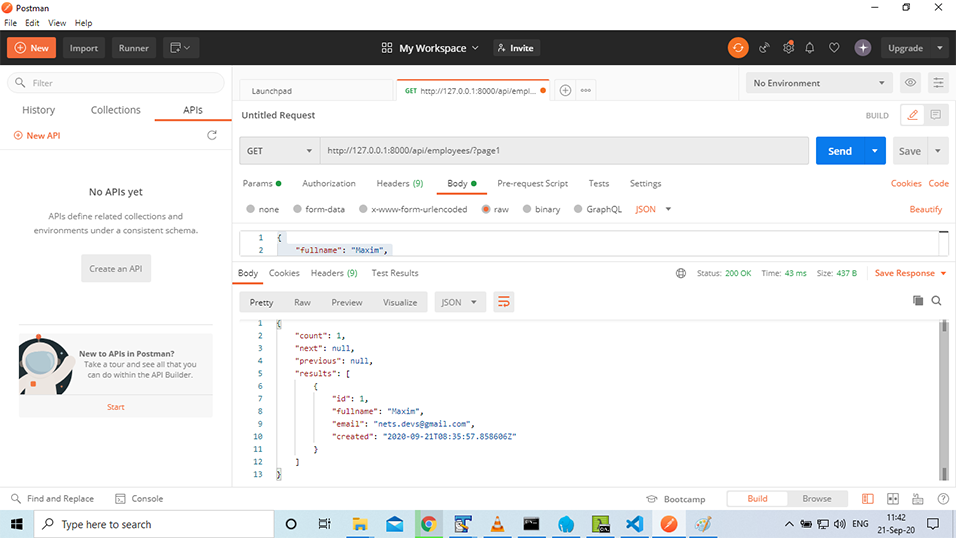 Postman
File Edit View Help
New Import Runner My Workspace Invite Upgrade
Filter
History Collections APIs
New API
No APIs yet
APIs define related collections and
environments under a consistent schema.
Create an API
New to APIs in Postman?
Take a tour and see all that you
can do within the API Builder.
Start
Launchpad GET http://127.0.0.1:8000/api/empl... No Environment
Untitled Request BUILD
GET http://127.0.0.1:8000/api/employees/?page1 Send Save
Params Authorization Headers (9) Body Pre-request Script Tests Settings Cookies Code
none form-data x-www-form-urlencoded raw binary GraphQL JSON Beautify
1 {
2 "fullname": "Maxim",
Body Cookies Headers (9) Test Results Status: 200 OK Time: 43 ms Size: 437 B Save Response
Pretty Raw Preview Visualize JSON
1 {
2 "count": 1,
3 "next": null,
4 "previous": null,
5 "results": [
6 {
7 "id": 1,
8 "fullname": "Maxim",
9 "email": "nets.devs@gmail.com",
10 "created": "2020-09-21T08:35:57.858606Z"
11 }
12 ]
13 }
Find and Replace Console Bootcamp Build Browse
Type here to search ENG 11:42
21-Sep-20